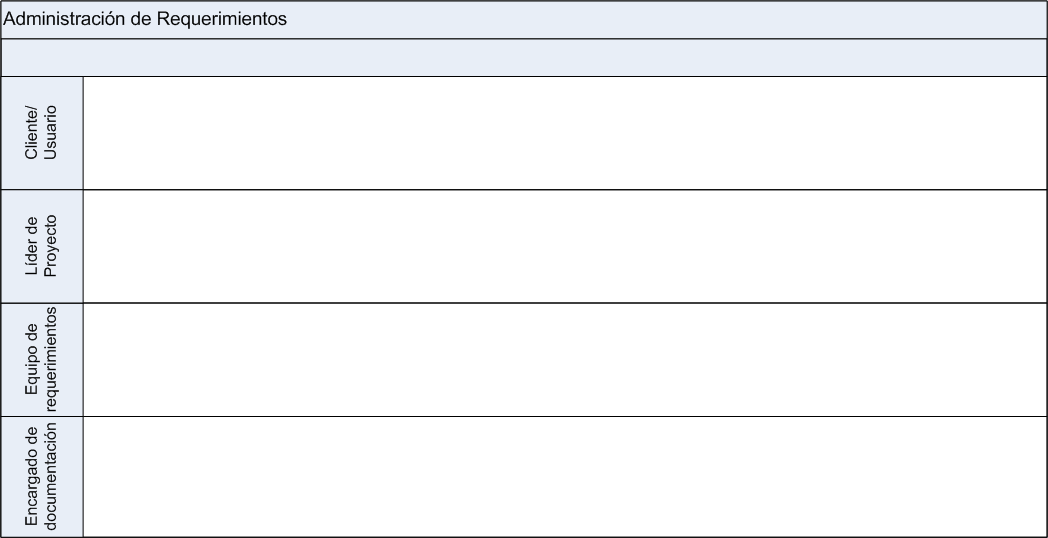 Administración de Requerimientos
Cliente/
Usuario
Líder de
Proyecto
Equipo de
requerimientos
Encargado de
documentación